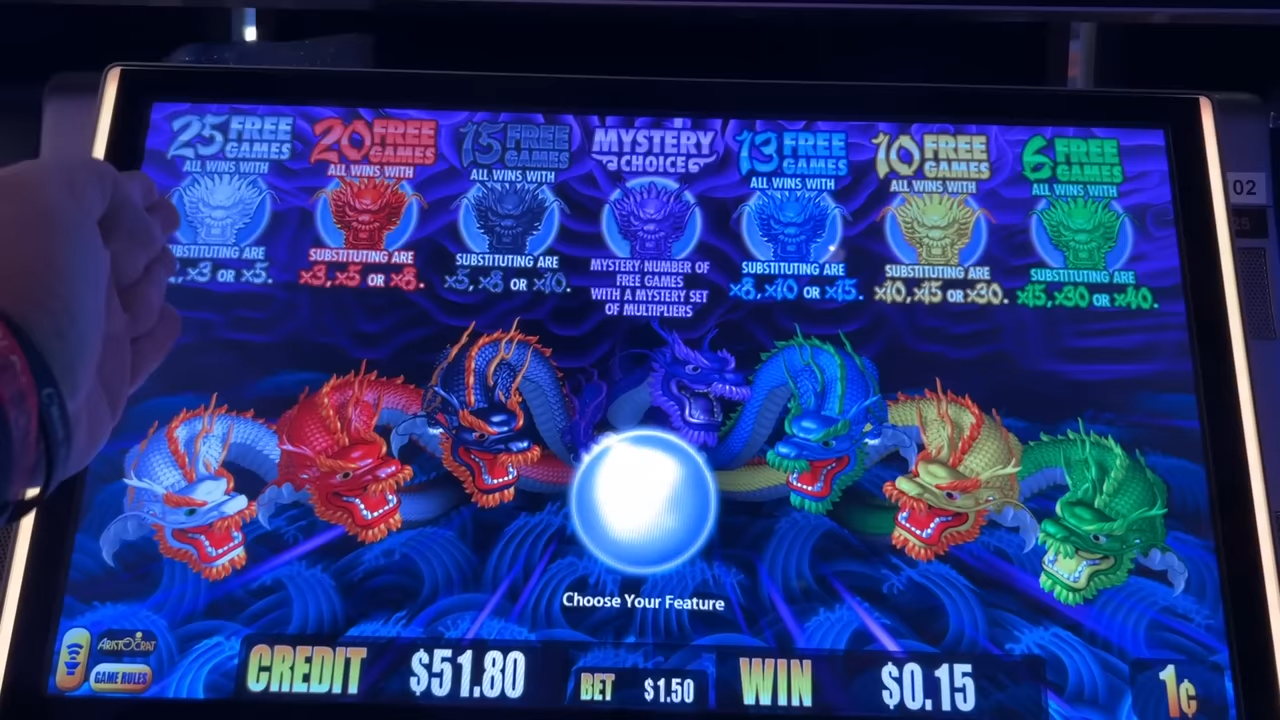 25 FREE GAMES
ALL WINS WITH
SUBSTITUTING ARE
x3 OR x5.
20 FREE GAMES
ALL WINS WITH
SUBSTITUTING ARE
x3, x5 OR x8.
15 FREE GAMES
ALL WINS WITH
SUBSTITUTING ARE
x5, x8 OR x10.
MYSTERY
CHOICE
MYSTERY NUMBER OF
FREE GAMES
WITH A MYSTERY SET
OF MULTIPLIERS
13 FREE GAMES
ALL WINS WITH
SUBSTITUTING ARE
x8, x10 OR x15.
10 FREE GAMES
ALL WINS WITH
SUBSTITUTING ARE
x10, x15 OR x30.
6 FREE GAMES
ALL WINS WITH
SUBSTITUTING ARE
x15, x30 OR x40.
02
25
Choose Your Feature
ARISTOCRAT
GAME RULES
CREDIT $51.80
BET $1.50
WIN $0.15
1¢